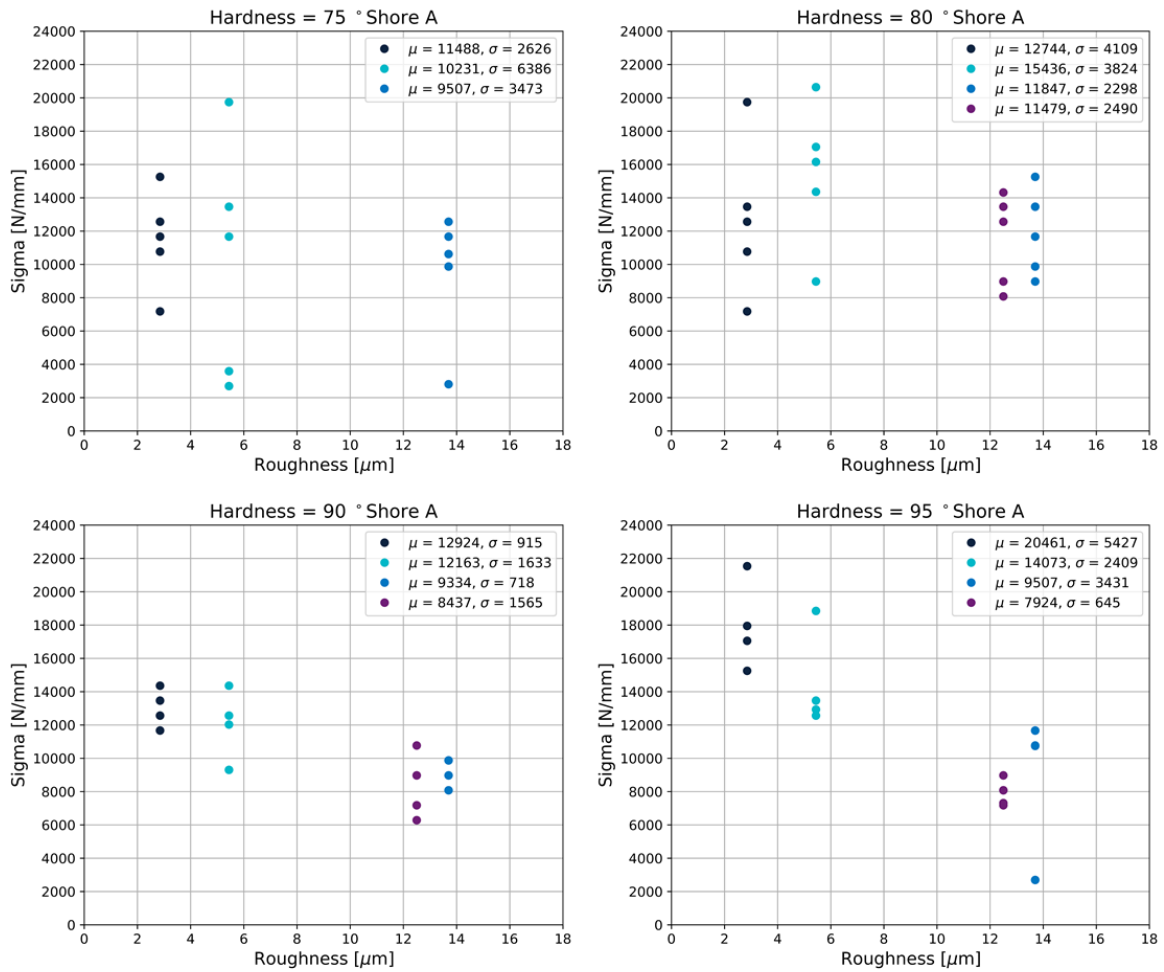 Hardness = 75 °Shore A
24000
22000
20000
18000
16000
14000
12000
10000
8000
6000
4000
2000
0
Sigma [N/mm]
μ = 11488, σ = 2626
μ = 10231, σ = 6386
μ = 9507, σ = 3473
0 2 4 6 8 10 12 14 16 18
Roughness [μm]
Hardness = 80 °Shore A
24000
22000
20000
18000
16000
14000
12000
10000
8000
6000
4000
2000
0
Sigma [N/mm]
μ = 12744, σ = 4109
μ = 15436, σ = 3824
μ = 11847, σ = 2298
μ = 11479, σ = 2490
0 2 4 6 8 10 12 14 16 18
Roughness [μm]
Hardness = 90 °Shore A
24000
22000
20000
18000
16000
14000
12000
10000
8000
6000
4000
2000
0
Sigma [N/mm]
μ = 12924, σ = 915
μ = 12163, σ = 1633
μ = 9334, σ = 718
μ = 8437, σ = 1565
0 2 4 6 8 10 12 14 16 18
Roughness [μm]
Hardness = 95 °Shore A
24000
22000
20000
18000
16000
14000
12000
10000
8000
6000
4000
2000
0
Sigma [N/mm]
μ = 20461, σ = 5427
μ = 14073, σ = 2409
μ = 9507, σ = 3431
μ = 7924, σ = 645
0 2 4 6 8 10 12 14 16 18
Roughness [μm]